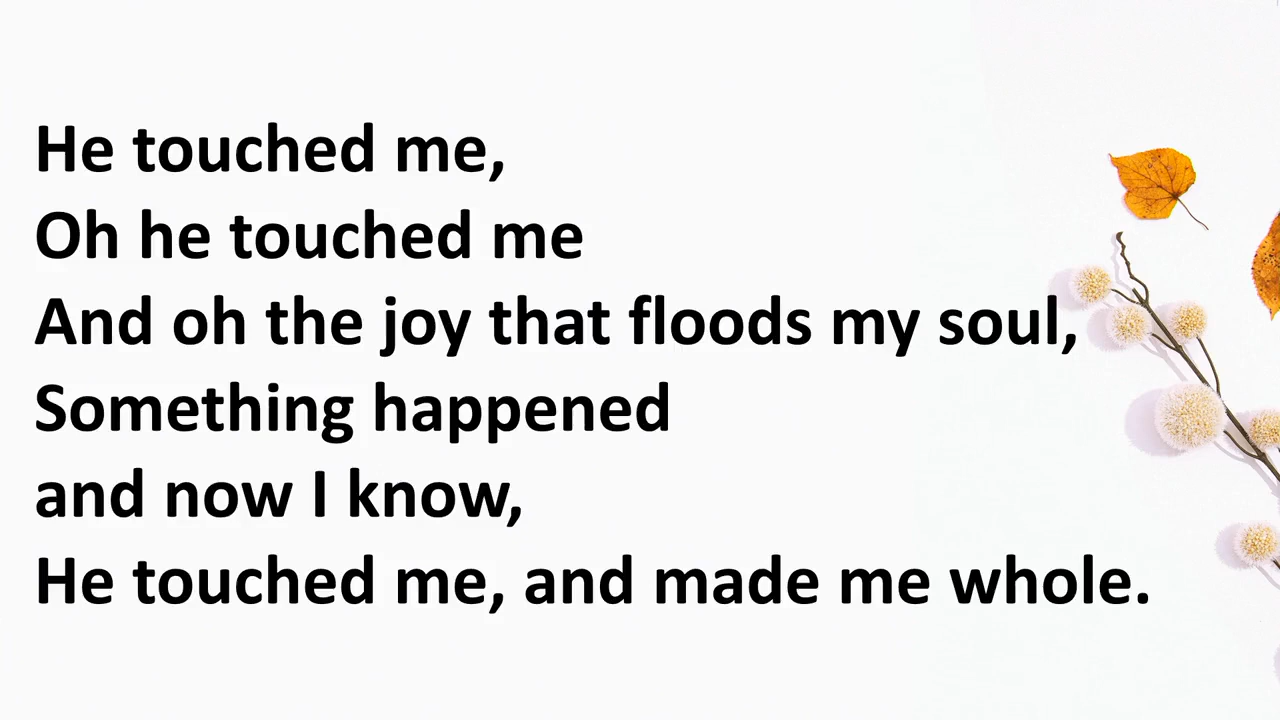 He touched me,
Oh he touched me
And oh the joy that floods my soul,
Something happened
and now I know,
He touched me, and made me whole.